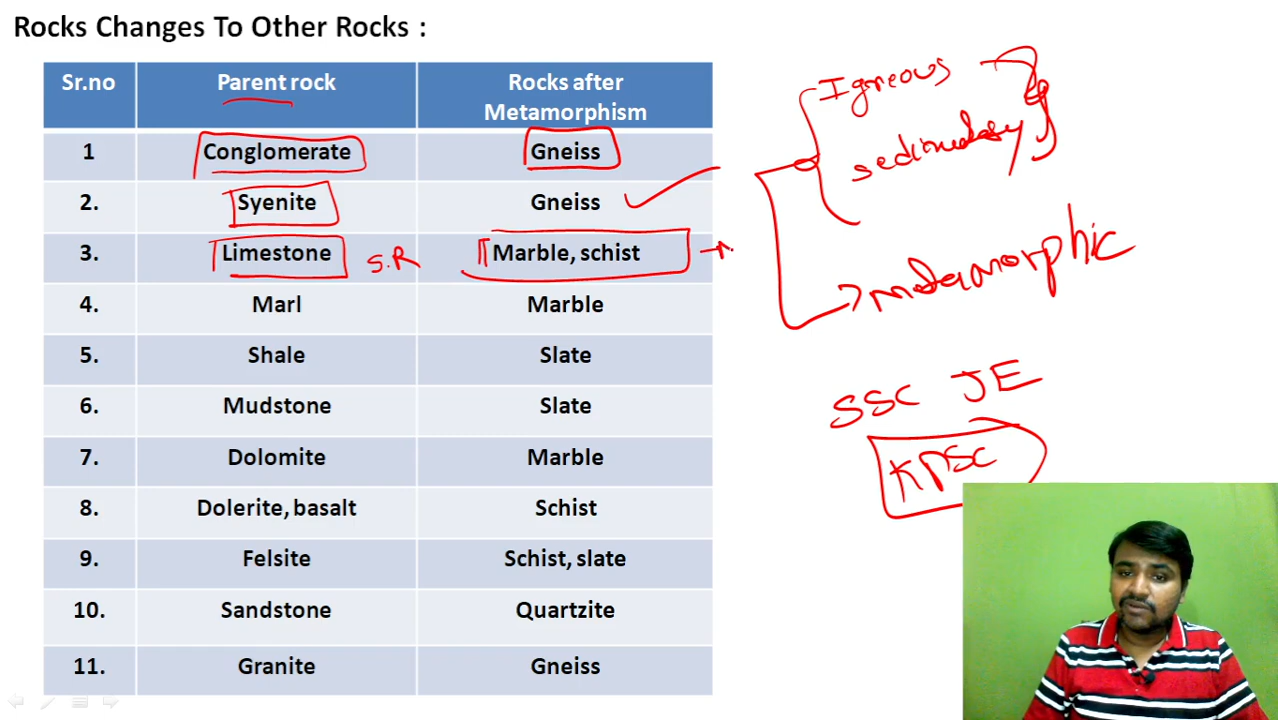 Rocks Changes To Other Rocks :
Sr.no Parent rock Rocks after Metamorphism
1 Conglomerate Gneiss
2. Syenite Gneiss
3. Limestone S.R Marble, schist
4. Marl Marble
5. Shale Slate
6. Mudstone Slate
7. Dolomite Marble
8. Dolerite, basalt Schist
9. Felsite Schist, slate
10. Sandstone Quartzite
11. Granite Gneiss
Igneous
sedimentary
metamorphic
SSC JE
KPSC